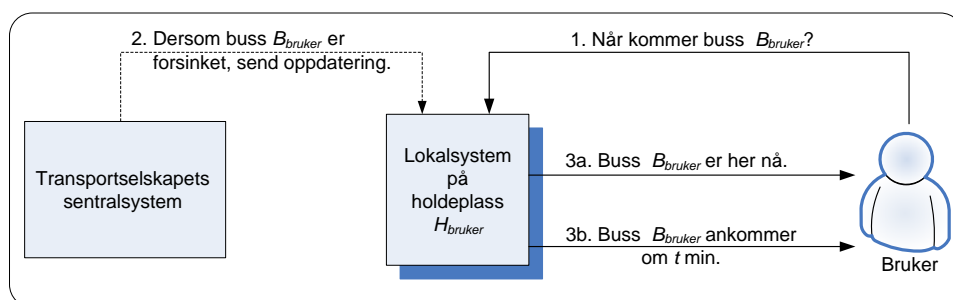 2. Dersom buss B_bruker er
forsinket, send oppdatering.
1. Når kommer buss B_bruker?
Transportselskapets
sentralsystem
Lokalsystem
på
holdeplass
H_bruker
3a. Buss B_bruker er her nå.
3b. Buss B_bruker ankommer
om t min.
Bruker